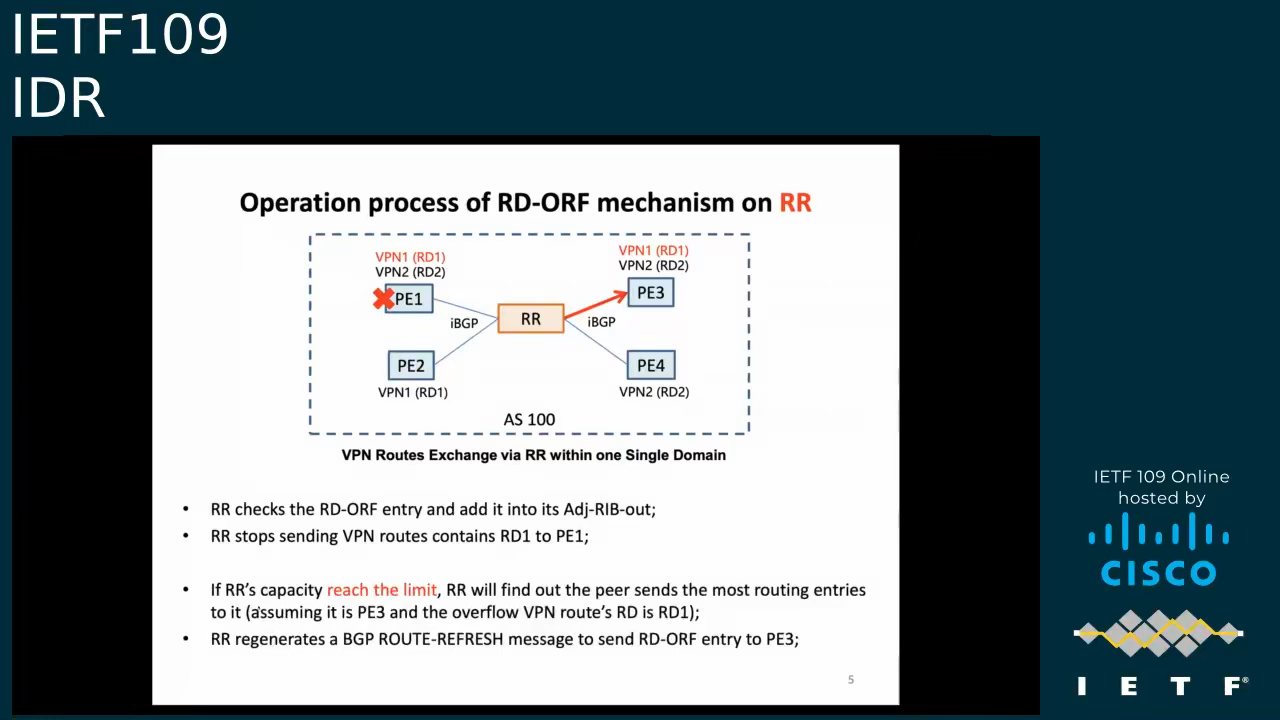 IETF109
IDR
Operation process of RD-ORF mechanism on RR
VPN1 (RD1)
VPN2 (RD2)
VPN1 (RD1)
VPN2 (RD2)
PE1
PE3
iBGP
RR
iBGP
PE2
PE4
VPN1 (RD1)
VPN2 (RD2)
AS 100
VPN Routes Exchange via RR within one Single Domain
• RR checks the RD-ORF entry and add it into its Adj-RIB-out;
• RR stops sending VPN routes contains RD1 to PE1;
• If RR's capacity reach the limit, RR will find out the peer sends the most routing entries
to it (assuming it is PE3 and the overflow VPN route's RD is RD1);
• RR regenerates a BGP ROUTE-REFRESH message to send RD-ORF entry to PE3;
5
IETF 109 Online
hosted by
CISCO
I E T F®